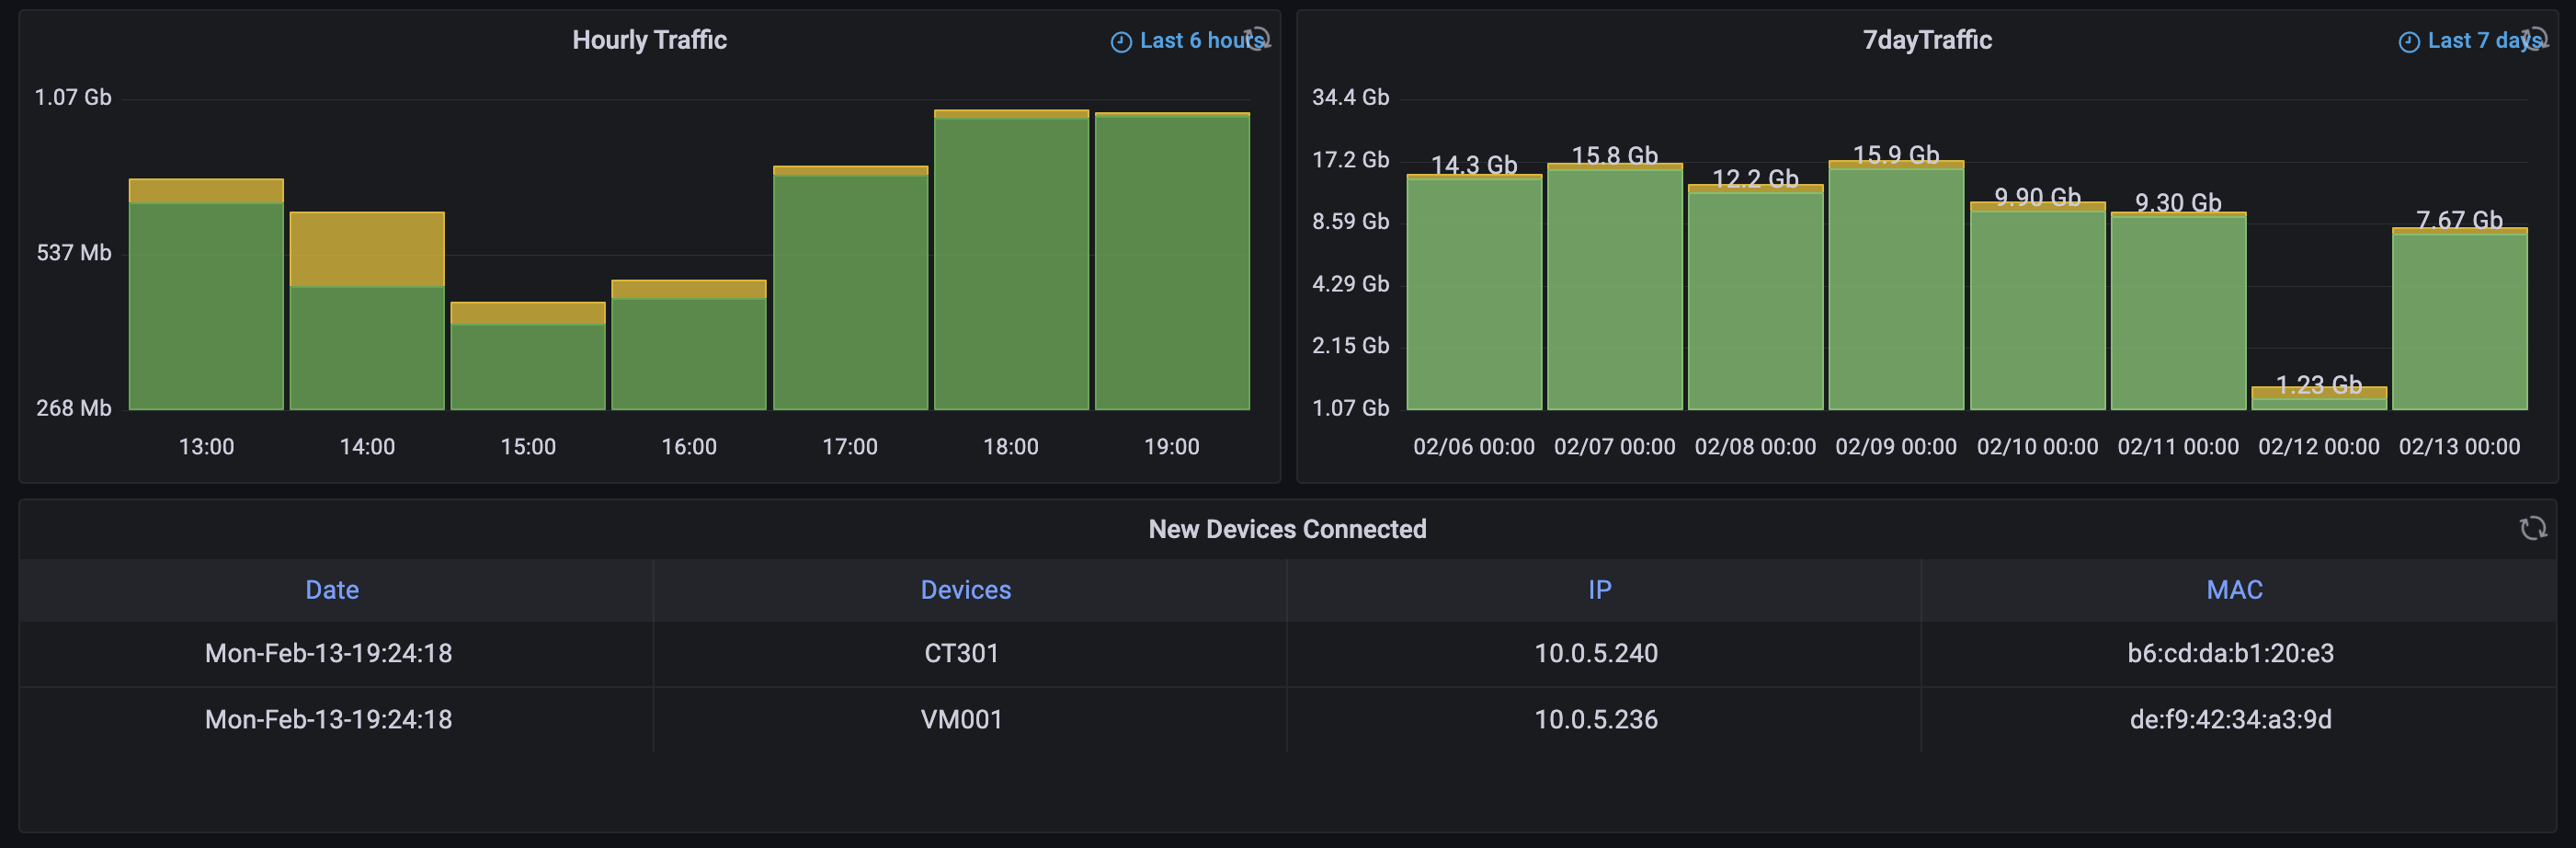 Hourly Traffic
Last 6 hours
1.07 Gb
537 Mb
268 Mb
13:00 14:00 15:00 16:00 17:00 18:00 19:00
7dayTraffic
Last 7 days
34.4 Gb
17.2 Gb
8.59 Gb
4.29 Gb
2.15 Gb
1.07 Gb
14.3 Gb 15.8 Gb 12.2 Gb 15.9 Gb 9.90 Gb 9.30 Gb 1.23 Gb 7.67 Gb
02/06 00:00 02/07 00:00 02/08 00:00 02/09 00:00 02/10 00:00 02/11 00:00 02/12 00:00 02/13 00:00
New Devices Connected
Date Devices IP MAC
Mon-Feb-13-19:24:18 CT301 10.0.5.240 b6:cd:da:b1:20:e3
Mon-Feb-13-19:24:18 VM001 10.0.5.236 de:f9:42:34:a3:9d